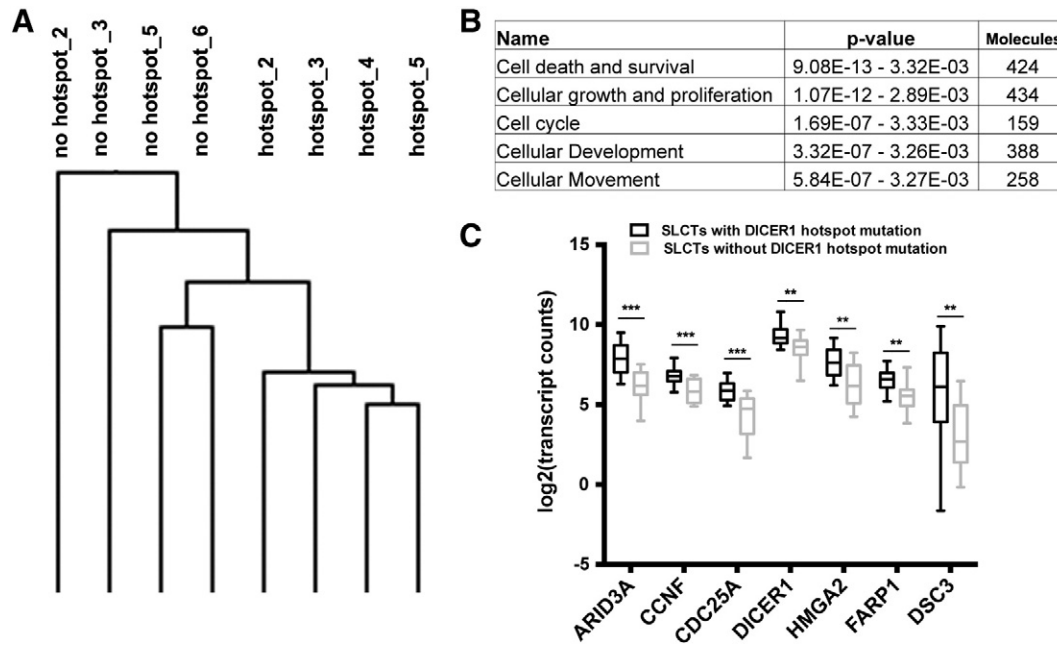 A
no hotspot_2
no hotspot_3
no hotspot_5
no hotspot_6
hotspot_2
hotspot_3
hotspot_4
hotspot_5
B
Name p-value Molecules
Cell death and survival 9.08E-13 - 3.32E-03 424
Cellular growth and proliferation 1.07E-12 - 2.89E-03 434
Cell cycle 1.69E-07 - 3.33E-03 159
Cellular Development 3.32E-07 - 3.26E-03 388
Cellular Movement 5.84E-07 - 3.27E-03 258
C
SLCTs with DICER1 hotspot mutation
SLCTs without DICER1 hotspot mutation
log2(transcript counts)
15
10
5
0
-5
*** *** *** ** ** ** **
ARID3A
CCNF
CDC25A
DICER1
HMGA2
FARP1
DSC3